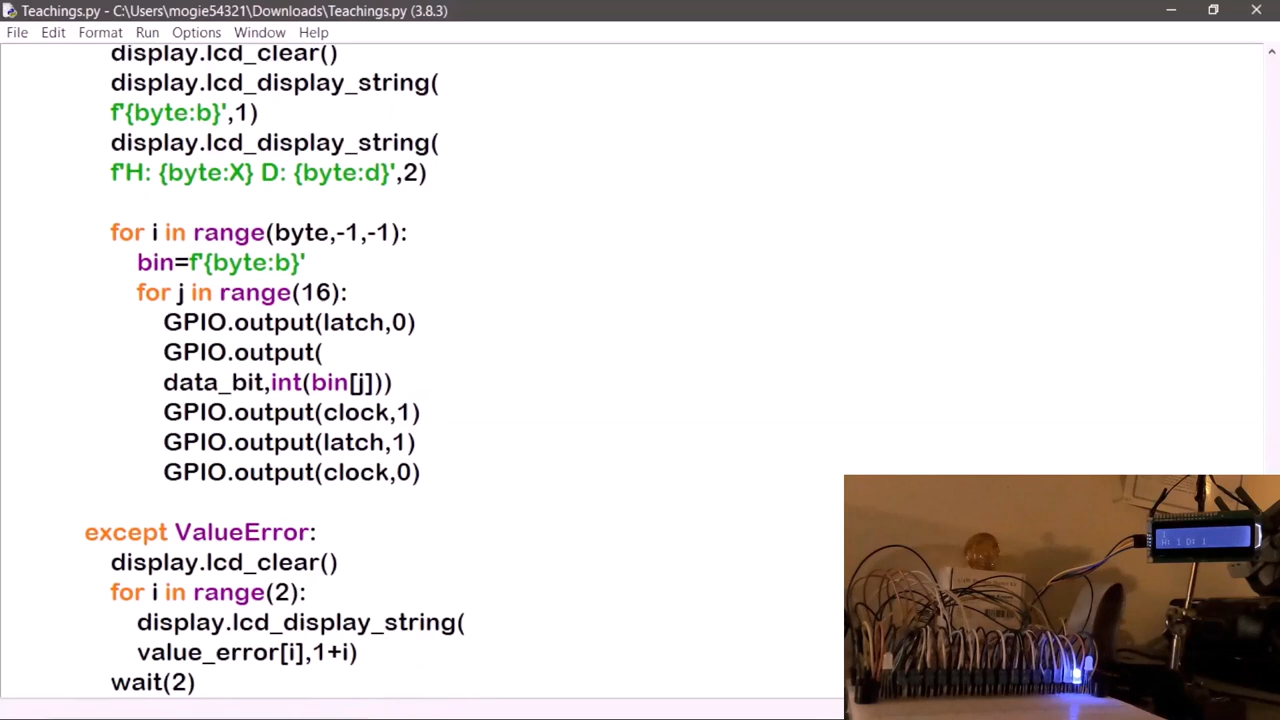 Teachings.py - C:\Users\mogie54321\Downloads\Teachings.py (3.8.3)
File Edit Format Run Options Window Help
display.lcd_clear()
display.lcd_display_string(
f'{byte:b}',1)
display.lcd_display_string(
f'H: {byte:X} D: {byte:d}',2)
for i in range(byte,-1,-1):
bin=f'{byte:b}'
for j in range(16):
GPIO.output(latch,0)
GPIO.output(
data_bit,int(bin[j]))
GPIO.output(clock,1)
GPIO.output(latch,1)
GPIO.output(clock,0)
except ValueError:
display.lcd_clear()
for i in range(2):
display.lcd_display_string(
value_error[i],1+i)
wait(2)
1
H: 1 D: 1